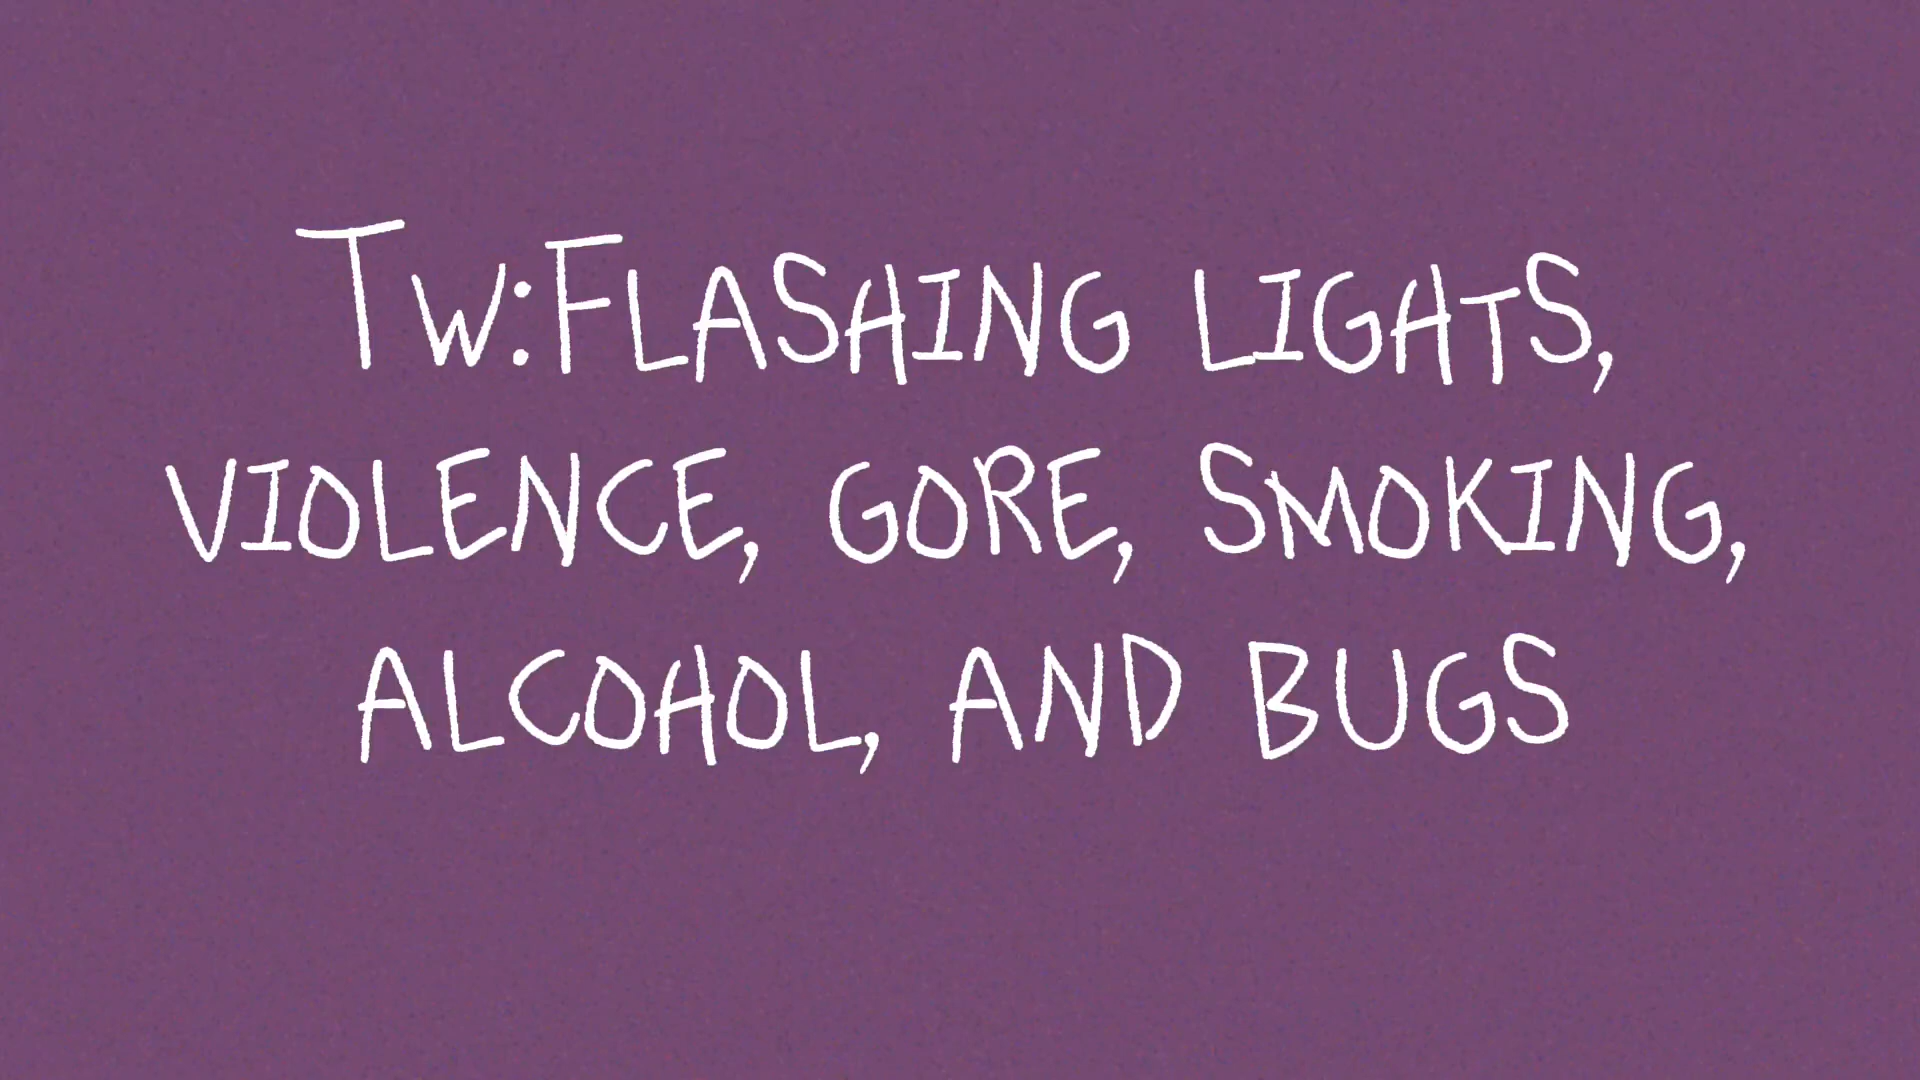 Tw:Flashing lights,
violence, gore, smoking,
alcohol, and bugs